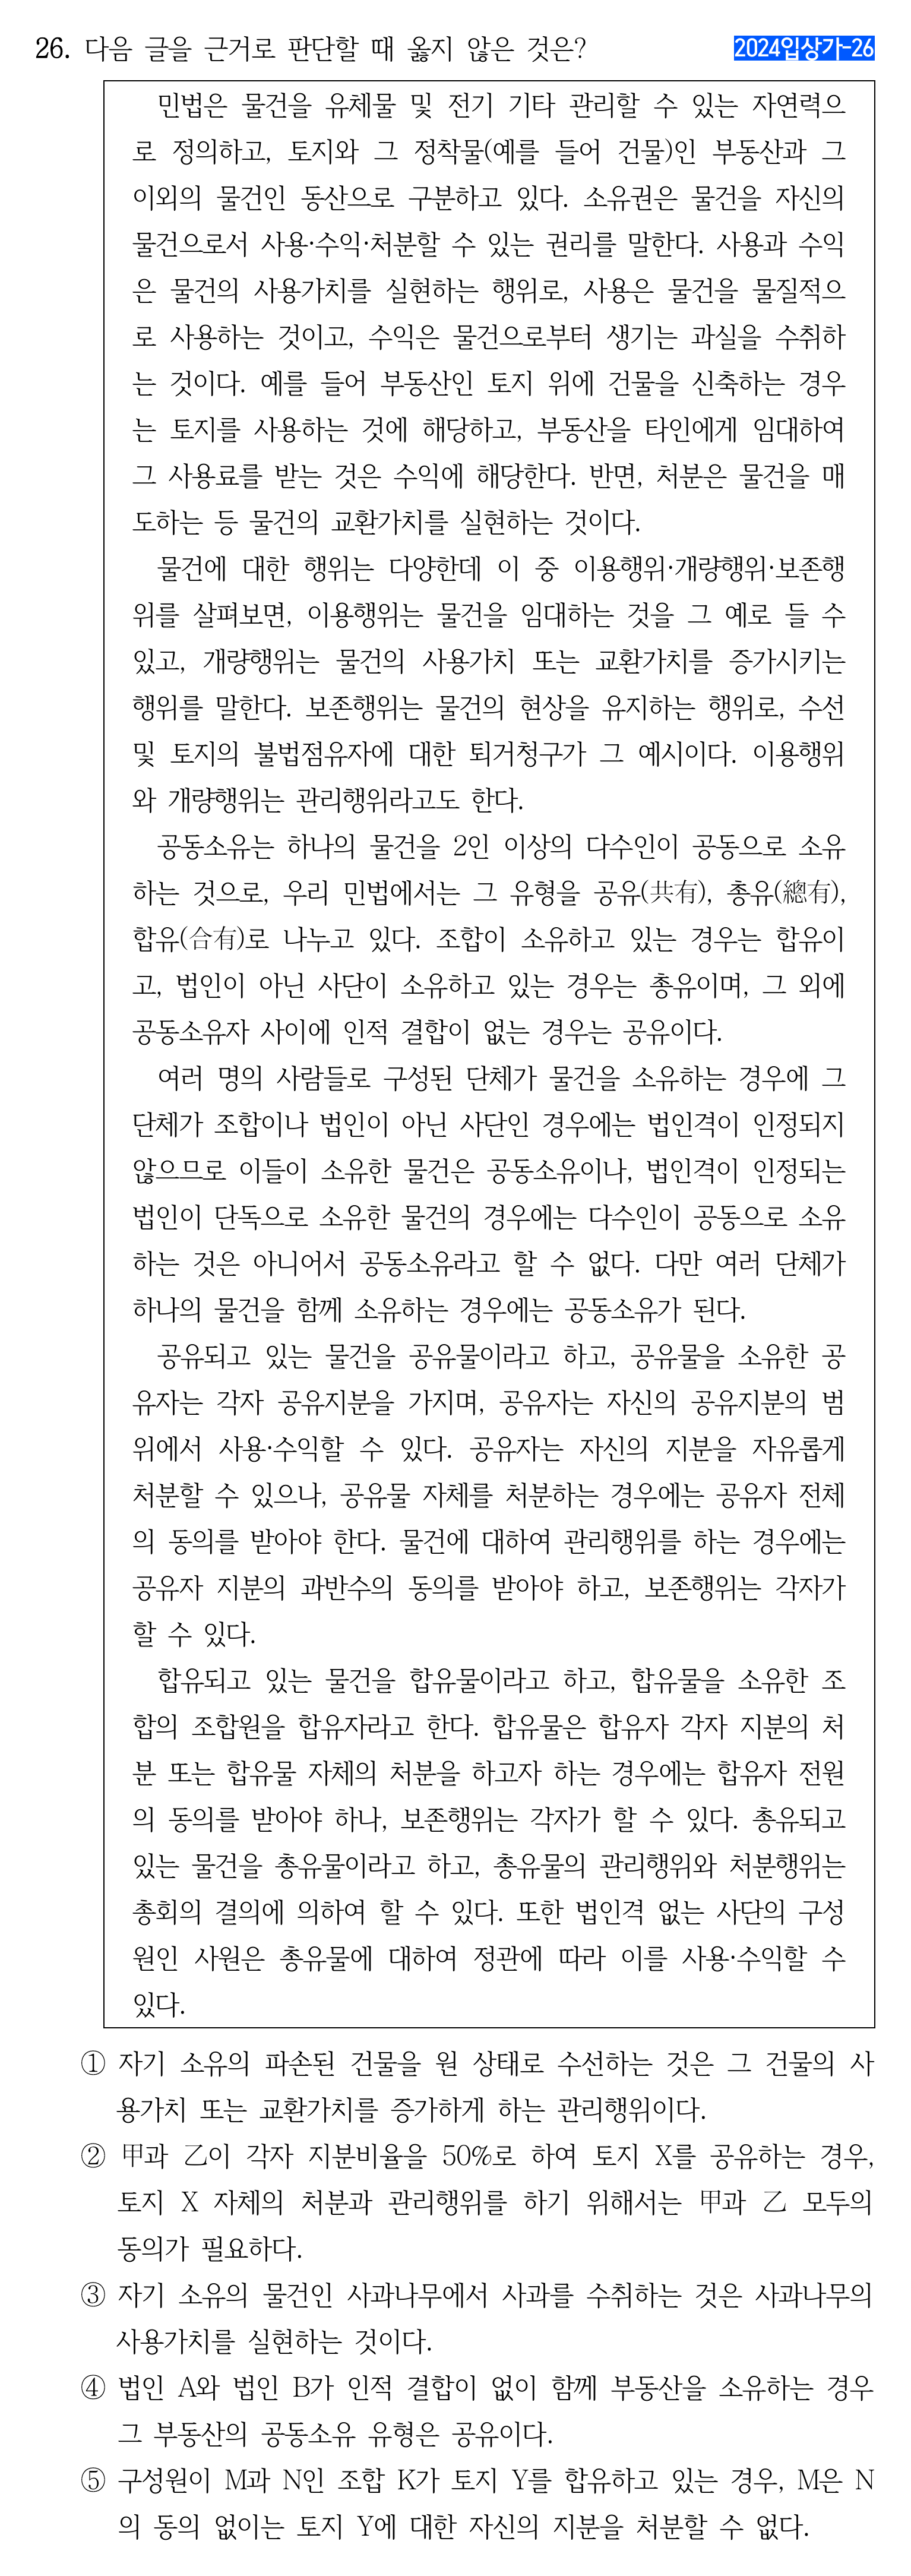 26. 다음 글을 근거로 판단할 때 옳지 않은 것은?
2024입상가-26
민법은 물건을 유체물 및 전기 기타 관리할 수 있는 자연력으
로 정의하고, 토지와 그 정착물(예를 들어 건물)인 부동산과 그
이외의 물건인 동산으로 구분하고 있다. 소유권은 물건을 자신의
물건으로서 사용·수익·처분할 수 있는 권리를 말한다. 사용과 수익
은 물건의 사용가치를 실현하는 행위로, 사용은 물건을 물질적으
로 사용하는 것이고, 수익은 물건으로부터 생기는 과실을 수취하
는 것이다. 예를 들어 부동산인 토지 위에 건물을 신축하는 경우
는 토지를 사용하는 것에 해당하고, 부동산을 타인에게 임대하여
그 사용료를 받는 것은 수익에 해당한다. 반면, 처분은 물건을 매
도하는 등 물건의 교환가치를 실현하는 것이다.
물건에 대한 행위는 다양한데 이 중 이용행위·개량행위·보존행
위를 살펴보면, 이용행위는 물건을 임대하는 것을 그 예로 들 수
있고, 개량행위는 물건의 사용가치 또는 교환가치를 증가시키는
행위를 말한다. 보존행위는 물건의 현상을 유지하는 행위로, 수선
및 토지의 불법점유자에 대한 퇴거청구가 그 예시이다. 이용행위
와 개량행위는 관리행위라고도 한다.
공동소유는 하나의 물건을 2인 이상의 다수인이 공동으로 소유
하는 것으로, 우리 민법에서는 그 유형을 공유(共有), 총유(總有),
합유(合有)로 나누고 있다. 조합이 소유하고 있는 경우는 합유이
고, 법인이 아닌 사단이 소유하고 있는 경우는 총유이며, 그 외에
공동소유자 사이에 인적 결합이 없는 경우는 공유이다.
여러 명의 사람들로 구성된 단체가 물건을 소유하는 경우에 그
단체가 조합이나 법인이 아닌 사단인 경우에는 법인격이 인정되지
않으므로 이들이 소유한 물건은 공동소유이나, 법인격이 인정되는
법인이 단독으로 소유한 물건의 경우에는 다수인이 공동으로 소유
하는 것은 아니어서 공동소유라고 할 수 없다. 다만 여러 단체가
하나의 물건을 함께 소유하는 경우에는 공동소유가 된다.
공유되고 있는 물건을 공유물이라고 하고, 공유물을 소유한 공
유자는 각자 공유지분을 가지며, 공유자는 자신의 공유지분의 범
위에서 사용·수익할 수 있다. 공유자는 자신의 지분을 자유롭게
처분할 수 있으나, 공유물 자체를 처분하는 경우에는 공유자 전체
의 동의를 받아야 한다. 물건에 대하여 관리행위를 하는 경우에는
공유자 지분의 과반수의 동의를 받아야 하고, 보존행위는 각자가
할 수 있다.
합유되고 있는 물건을 합유물이라고 하고, 합유물을 소유한 조
합의 조합원을 합유자라고 한다. 합유물은 합유자 각자 지분의 처
분 또는 합유물 자체의 처분을 하고자 하는 경우에는 합유자 전원
의 동의를 받아야 하나, 보존행위는 각자가 할 수 있다. 총유되고
있는 물건을 총유물이라고 하고, 총유물의 관리행위와 처분행위는
총회의 결의에 의하여 할 수 있다. 또한 법인격 없는 사단의 구성
원인 사원은 총유물에 대하여 정관에 따라 이를 사용·수익할 수
있다.
① 자기 소유의 파손된 건물을 원 상태로 수선하는 것은 그 건물의 사
용가치 또는 교환가치를 증가하게 하는 관리행위이다.
② 甲과 乙이 각자 지분비율을 50%로 하여 토지 X를 공유하는 경우,
토지 X 자체의 처분과 관리행위를 하기 위해서는 甲과 乙 모두의
동의가 필요하다.
③ 자기 소유의 물건인 사과나무에서 사과를 수취하는 것은 사과나무의
사용가치를 실현하는 것이다.
④ 법인 A와 법인 B가 인적 결합이 없이 함께 부동산을 소유하는 경우
그 부동산의 공동소유 유형은 공유이다.
⑤ 구성원이 M과 N인 조합 K가 토지 Y를 합유하고 있는 경우, M은 N
의 동의 없이는 토지 Y에 대한 자신의 지분을 처분할 수 없다.